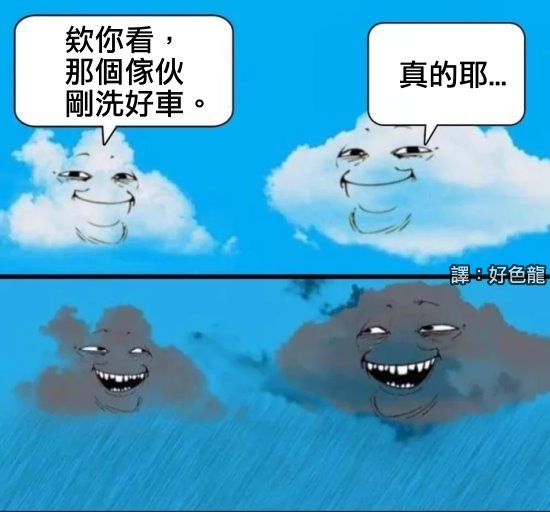 欸你看，
那個傢伙
剛洗好車。
真的耶...
譯：好色龍